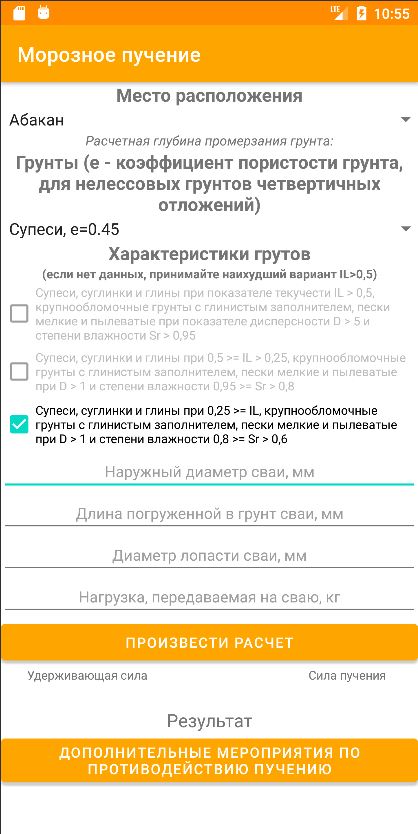 LTE 10:55
Морозное пучение
Место расположения
Абакан
Расчетная глубина промерзания грунта:
Грунты (е - коэффициент пористости грунта,
для нелессовых грунтов четвертичных
отложений)
Супеси, е=0.45
Характеристики грутов
(если нет данных, принимайте наихудший вариант IL>0,5)
Супеси, суглинки и глины при показателе текучести IL > 0,5,
крупнообломочные грунты с глинистым заполнителем, пески
мелкие и пылеватые при показателе дисперсности D > 5 и
степени влажности Sr > 0,95
Супеси, суглинки и глины при 0,5 >= IL > 0,25, крупнообломочные
грунты с глинистым заполнителем, пески мелкие и пылеватые
при D > 1 и степени влажности 0,95 >= Sr > 0,8
Супеси, суглинки и глины при 0,25 >= IL, крупнообломочные
грунты с глинистым заполнителем, пески мелкие и пылеватые
при D > 1 и степени влажности 0,8 >= Sr > 0,6
Наружный диаметр сваи, мм
Длина погруженной в грунт сваи, мм
Диаметр лопасти сваи, мм
Нагрузка, передаваемая на сваю, кг
ПРОИЗВЕСТИ РАСЧЕТ
Удерживающая сила Сила пучения
Результат
ДОПОЛНИТЕЛЬНЫЕ МЕРОПРИЯТИЯ ПО
ПРОТИВОДЕЙСТВИЮ ПУЧЕНИЮ